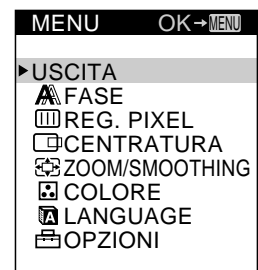 MENU OK→MENU
USCITA
FASE
REG. PIXEL
CENTRATURA
ZOOM/SMOOTHING
COLORE
LANGUAGE
OPZIONI